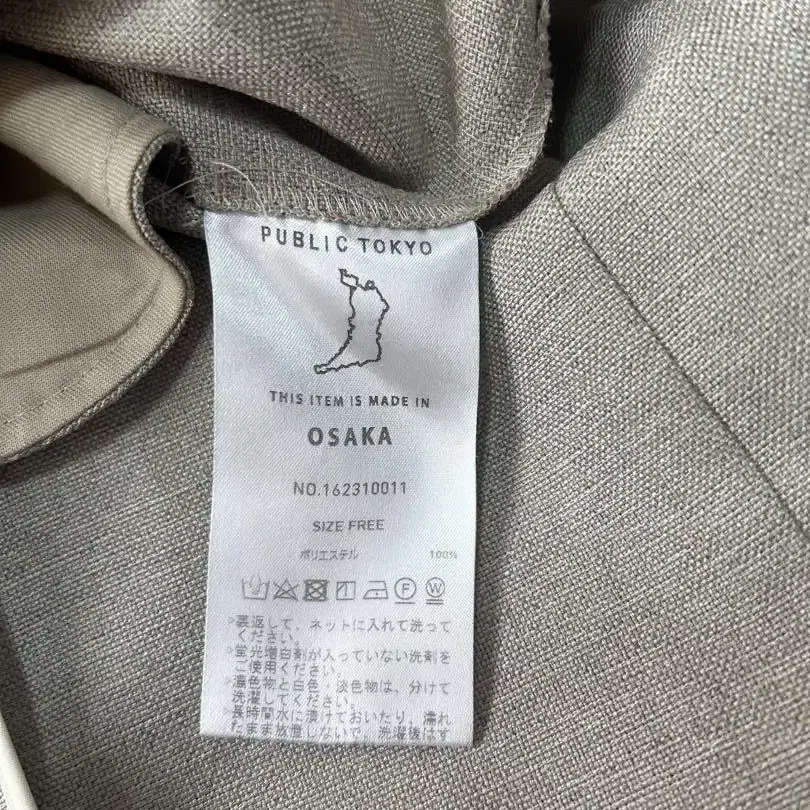 PUBLIC TOKYO
THIS ITEM IS MADE IN
OSAKA
NO.162310011
SIZE FREE
ポリエステル 100%
F W
裏返して、ネットに入れて洗って
ください。
蛍光増白剤が入っていない洗剤を
ご使用ください。
濃色物と白色・淡色物は、分けて
洗濯してください。
長時間水に漬けておいたり、濡れ
たまま放置しないで、洗濯後はす